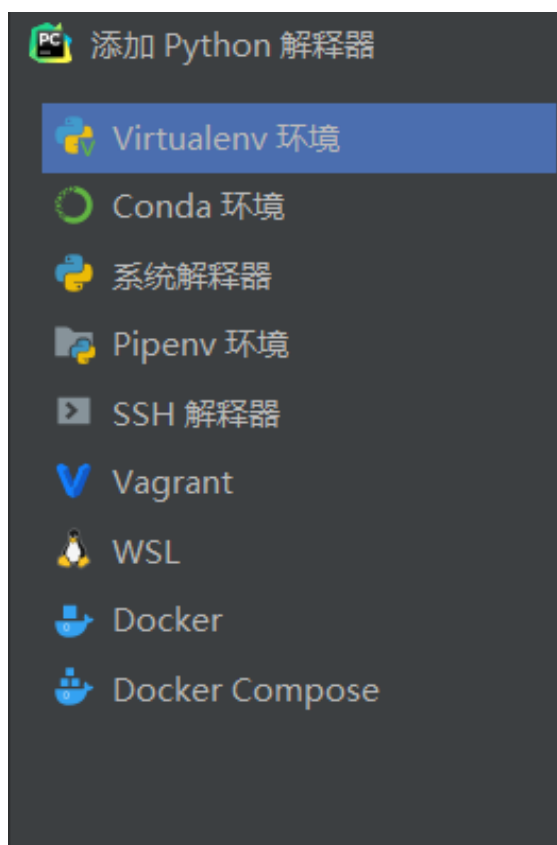 PC 添加 Python 解释器
Virtualenv 环境
Conda 环境
系统解释器
Pipenv 环境
SSH 解释器
Vagrant
WSL
Docker
Docker Compose